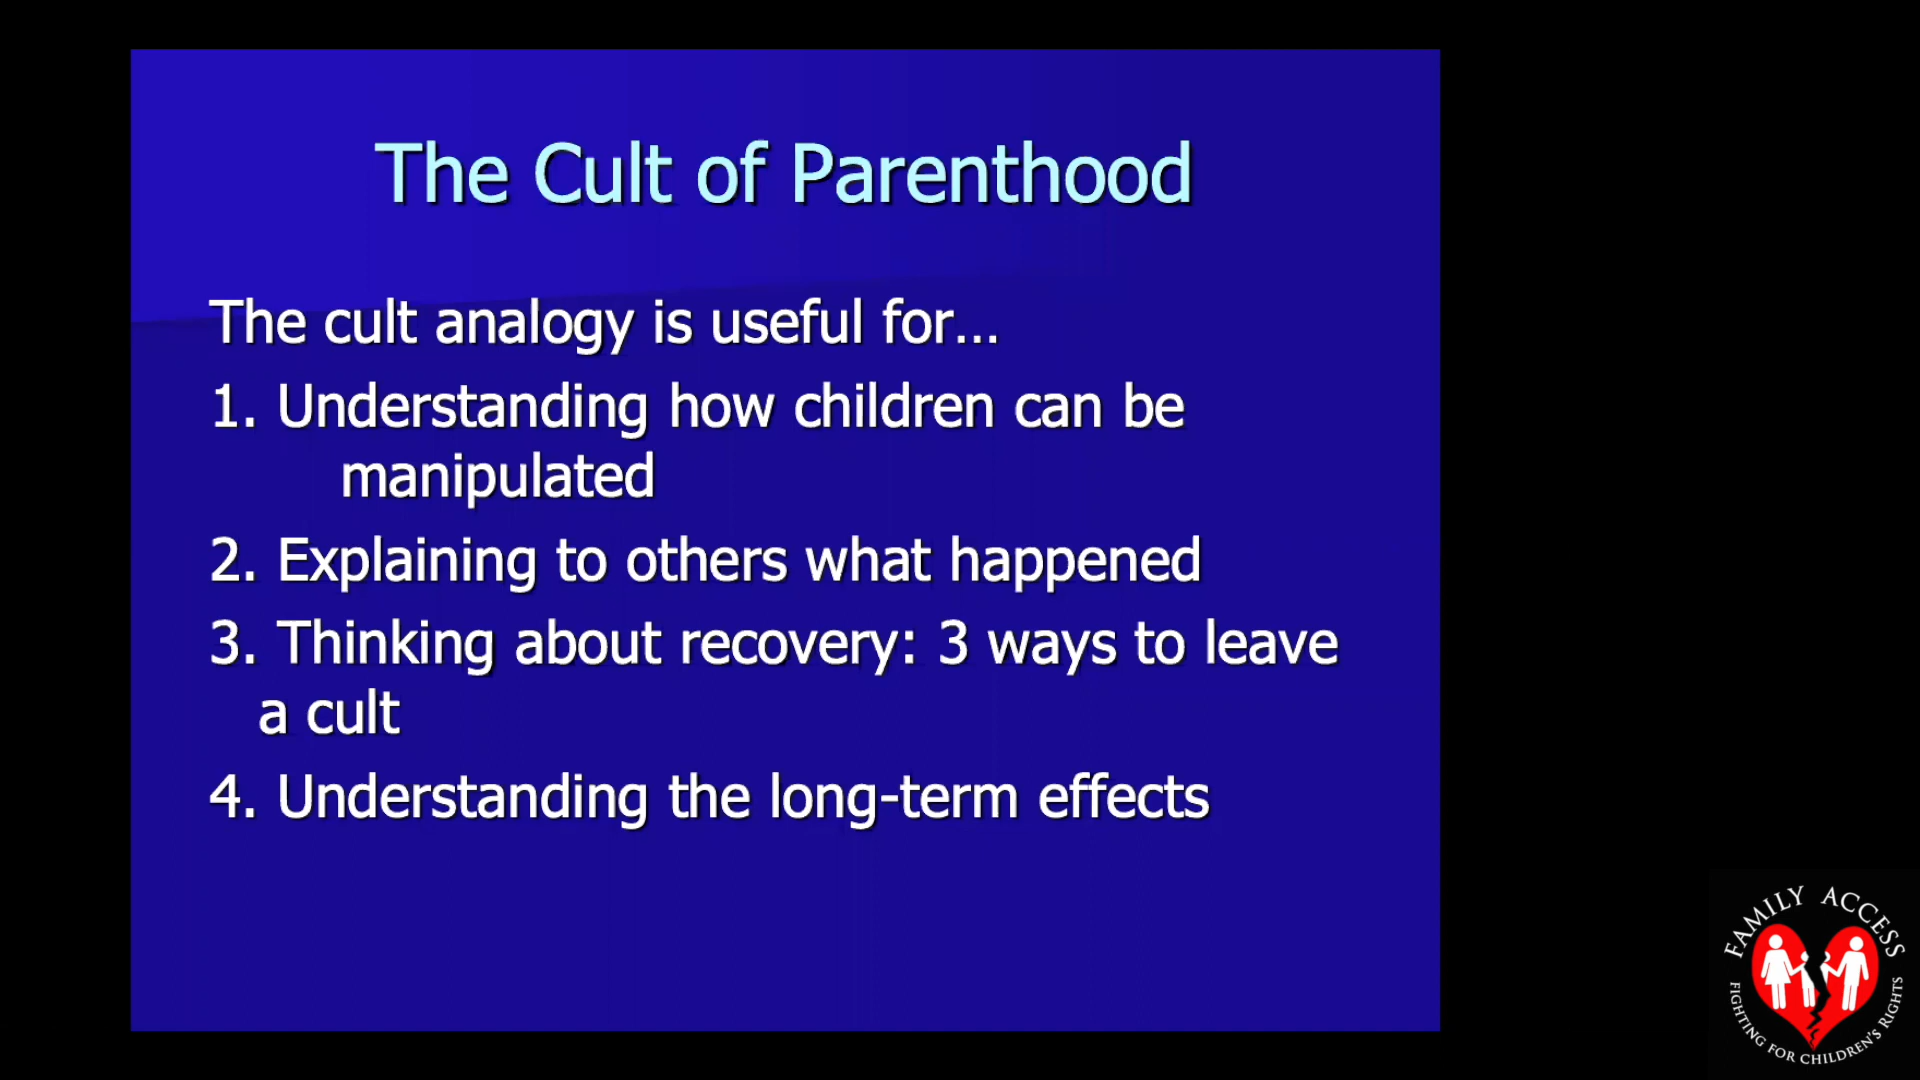 The Cult of Parenthood
The cult analogy is useful for...
1. Understanding how children can be
manipulated
2. Explaining to others what happened
3. Thinking about recovery: 3 ways to leave
a cult
4. Understanding the long-term effects
FAMILY ACCESS
FIGHTING FOR CHILDREN'S RIGHTS